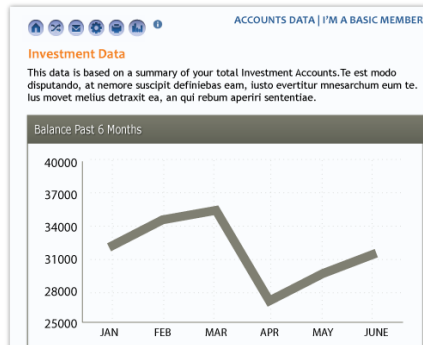 ACCOUNTS DATA | I'M A BASIC MEMBER
Investment Data
This data is based on a summary of your total Investment Accounts.Te est modo
disputando, at nemore suscipit definiebas eam, iusto evertitur mnesarchum eum te.
Ius movet melius detraxit ea, an qui rebum aperiri sententiae.
Balance Past 6 Months
40000
37000
34000
31000
28000
25000
JAN FEB MAR APR MAY JUNE